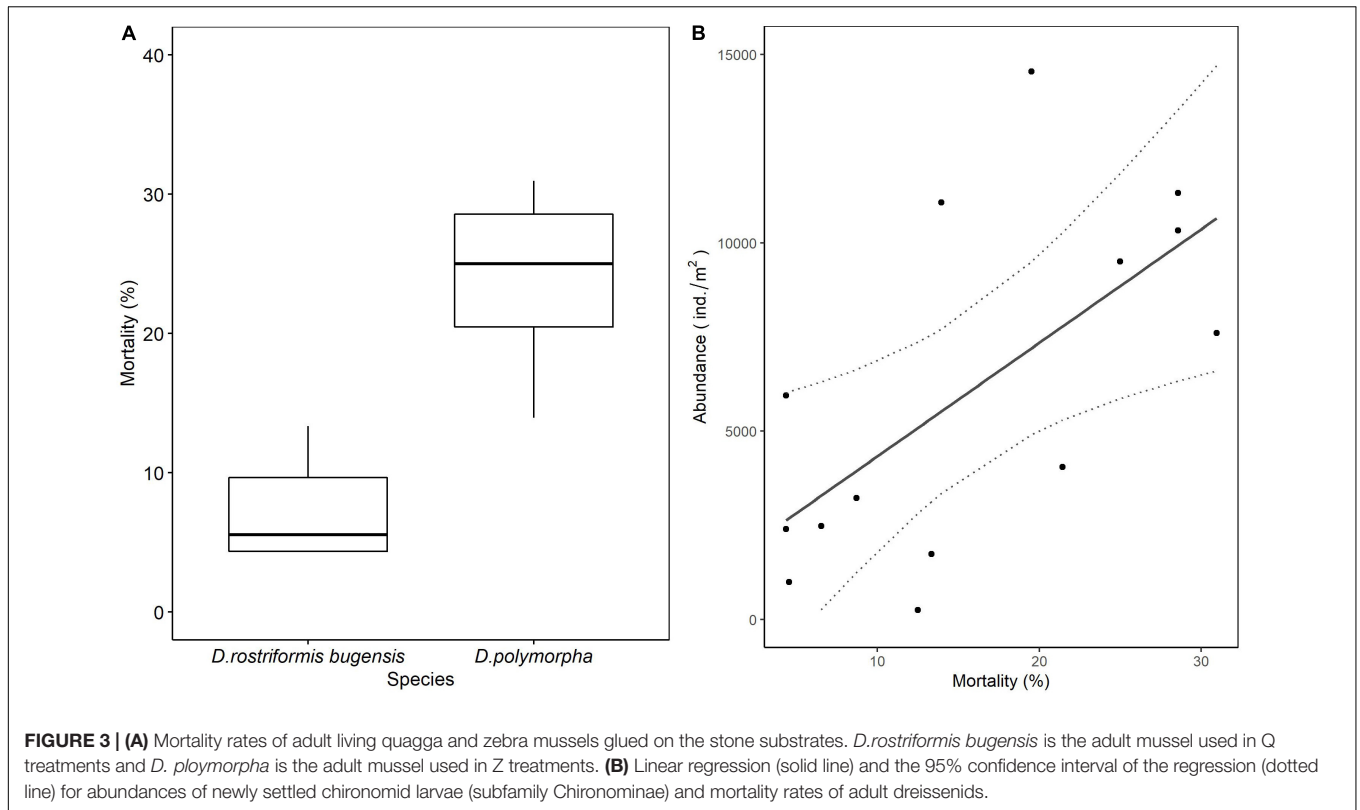 A
40
30
20
10
0
Mortality (%)
D.rostriformis bugensis D.polymorpha
Species
B
15000
10000
5000
0
Abundance ( ind./m² )
10 20 30
Mortality (%)
FIGURE 3 | (A) Mortality rates of adult living quagga and zebra mussels glued on the stone substrates. D.rostriformis bugensis is the adult mussel used in Q
treatments and D. ploymorpha is the adult mussel used in Z treatments. (B) Linear regression (solid line) and the 95% confidence interval of the regression (dotted
line) for abundances of newly settled chironomid larvae (subfamily Chironominae) and mortality rates of adult dreissenids.